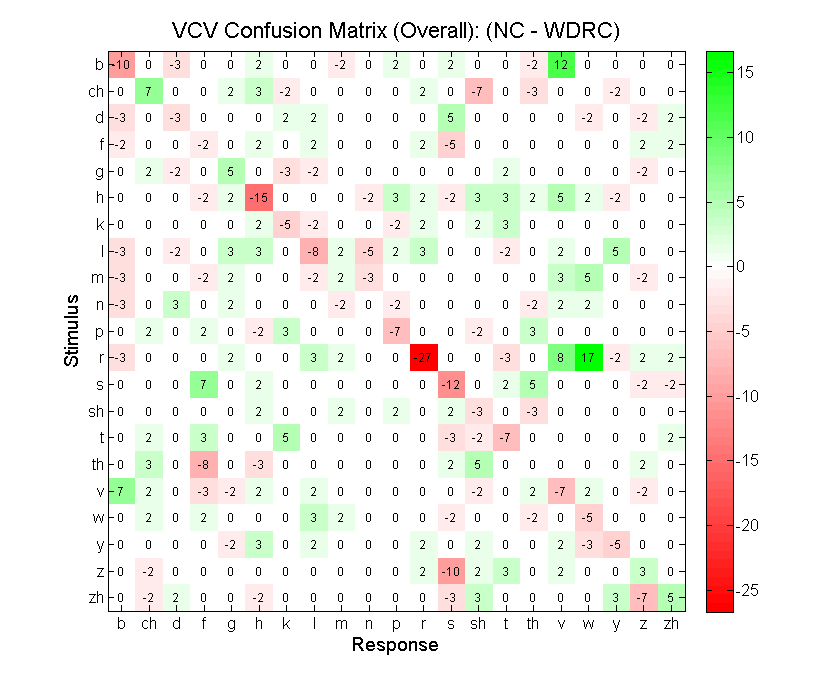 VCV Confusion Matrix (Overall): (NC - WDRC)
b -10 0 -3 0 0 2 0 0 -2 0 2 0 2 0 0 -2 12 0 0 0 0
ch 0 7 0 0 2 3 -2 0 0 0 0 2 0 -7 0 -3 0 0 -2 0 0
d -3 0 -3 0 0 0 2 2 0 0 0 0 5 0 0 0 0 -2 0 -2 2
f -2 0 0 -2 0 2 0 2 0 0 0 2 -5 0 0 0 0 0 0 2 2
g 0 2 -2 0 5 0 -3 -2 0 0 0 0 0 0 2 0 0 0 0 -2 0
h 0 0 0 -2 2 -15 0 0 0 -2 3 2 -2 3 3 2 5 2 -2 0 0
k 0 0 0 0 0 2 -5 -2 0 0 -2 2 0 2 3 0 0 0 0 0 0
l -3 0 -2 0 3 3 0 -8 2 -5 2 3 0 0 -2 0 2 0 5 0 0
m -3 0 0 -2 2 0 0 -2 2 -3 0 0 0 0 0 0 3 5 0 -2 0
n -3 0 3 0 2 0 0 0 -2 0 -2 0 0 0 0 -2 2 2 0 0 0
p 0 2 0 2 0 -2 3 0 0 0 -7 0 0 -2 0 3 0 0 0 0 0
r -3 0 0 0 2 0 0 3 2 0 0 -27 0 0 -3 0 8 17 -2 2 2
s 0 0 0 7 0 2 0 0 0 0 0 0 -12 0 2 5 0 0 0 -2 -2
sh 0 0 0 0 0 2 0 0 2 0 2 0 2 -3 0 -3 0 0 0 0 0
t 0 2 0 3 0 0 5 0 0 0 0 0 -3 -2 -7 0 0 0 0 0 2
th 0 3 0 -8 0 -3 0 0 0 0 0 0 2 5 0 0 0 0 0 2 0
v 7 2 0 -3 -2 2 0 2 0 0 0 0 0 -2 0 2 -7 2 0 -2 0
w 0 2 0 2 0 0 0 3 2 0 0 0 -2 0 0 -2 0 -5 0 0 0
y 0 0 0 0 -2 3 0 2 0 0 0 2 0 2 0 0 2 -3 -5 0 0
z 0 -2 0 0 0 0 0 0 0 0 0 2 -10 2 3 0 2 0 0 3 0
zh 0 -2 2 0 0 -2 0 0 0 0 0 0 -3 3 0 0 0 0 3 -7 5
b ch d f g h k l m n p r s sh t th v w y z zh
Response
Stimulus
15
10
5
0
-5
-10
-15
-20
-25